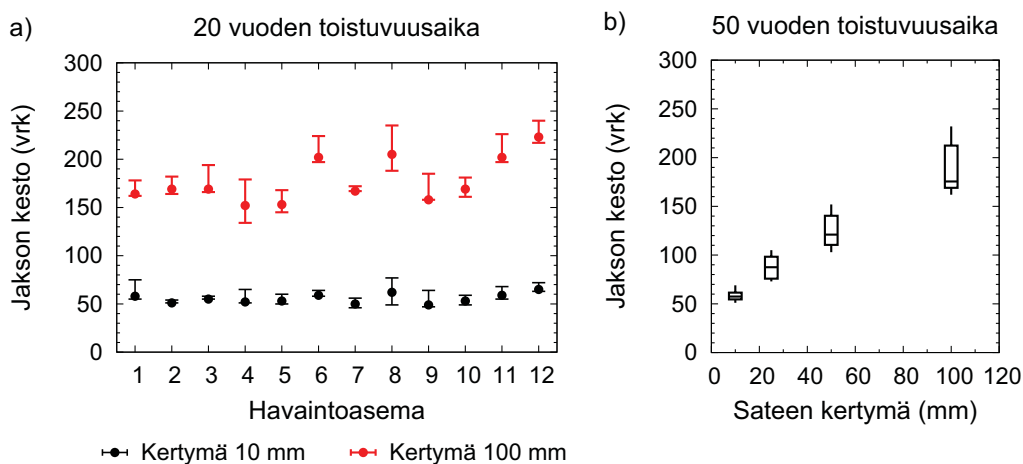 a)
20 vuoden toistuvuusaika
Jakson kesto (vrk)
300
250
200
150
100
50
0
1 2 3 4 5 6 7 8 9 10 11 12
Havaintoasema
Kertymä 10 mm Kertymä 100 mm
b)
50 vuoden toistuvuusaika
Jakson kesto (vrk)
300
250
200
150
100
50
0
0 20 40 60 80 100 120
Sateen kertymä (mm)